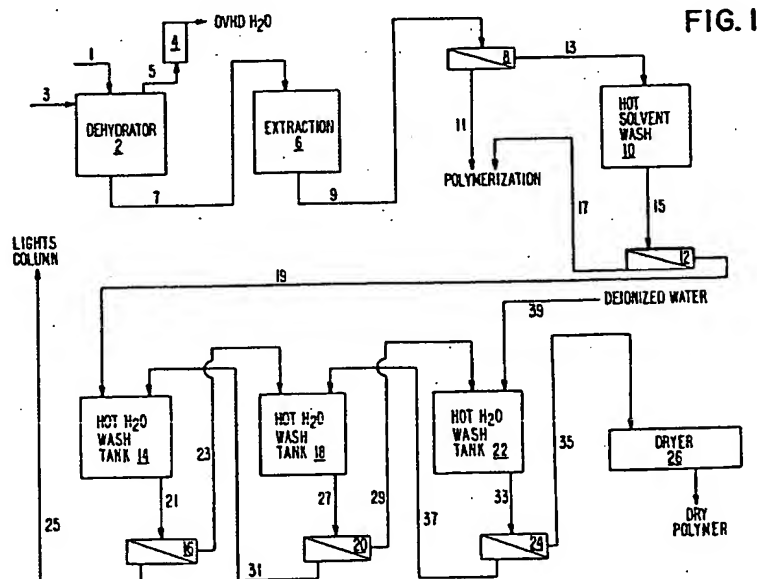 FIG. 1
OVHD H2O
4
1
5
3
DEHYDRATOR
2
7
EXTRACTION
6
9
8
13
11
HOT
SOLVENT
WASH
10
POLYMERIZATION
17
15
12
LIGHTS
COLUMN
19
DEIONIZED WATER
39
HOT H2O
WASH
TANK 14
23
HOT H2O
WASH
TANK 18
HOT H2O
WASH
TANK 22
35
DRYER
26
21
27
29
33
37
DRY
POLYMER
25
16
31
20
24